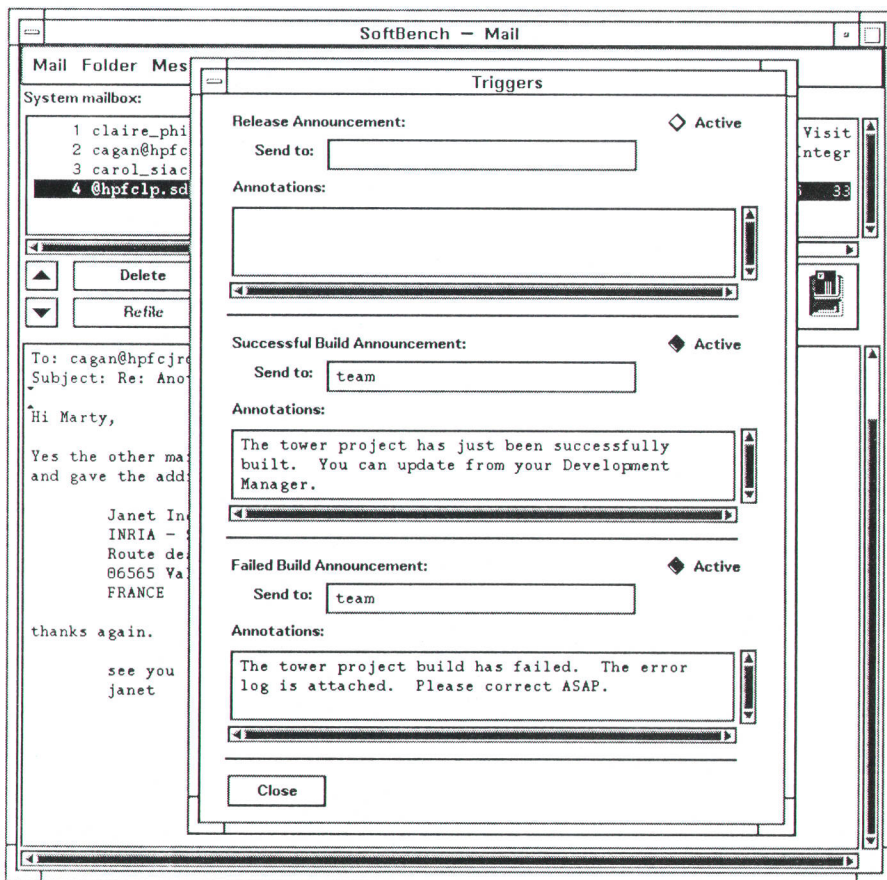 SoftBench — Mail
Mail Folder Mes
System mailbox:
1 claire_phi
2 cagan@hpfc
3 carol_siac
4 @hpfclp.sd
Visit
Integr
33
Delete
Refile
To: cagan@hpfcjr
Subject: Re: Ano
Hi Marty,
Yes the other ma
and gave the add
Janet In
INRIA —
Route de
06565 Va
FRANCE
thanks again.
see you
janet
Triggers
Release Announcement:
Active
Send to:
Annotations:
Successful Build Announcement:
Active
Send to:
team
Annotations:
The tower project has just been successfully
built. You can update from your Development
Manager.
Failed Build Announcement:
Active
Send to:
team
Annotations:
The tower project build has failed. The error
log is attached. Please correct ASAP.
Close